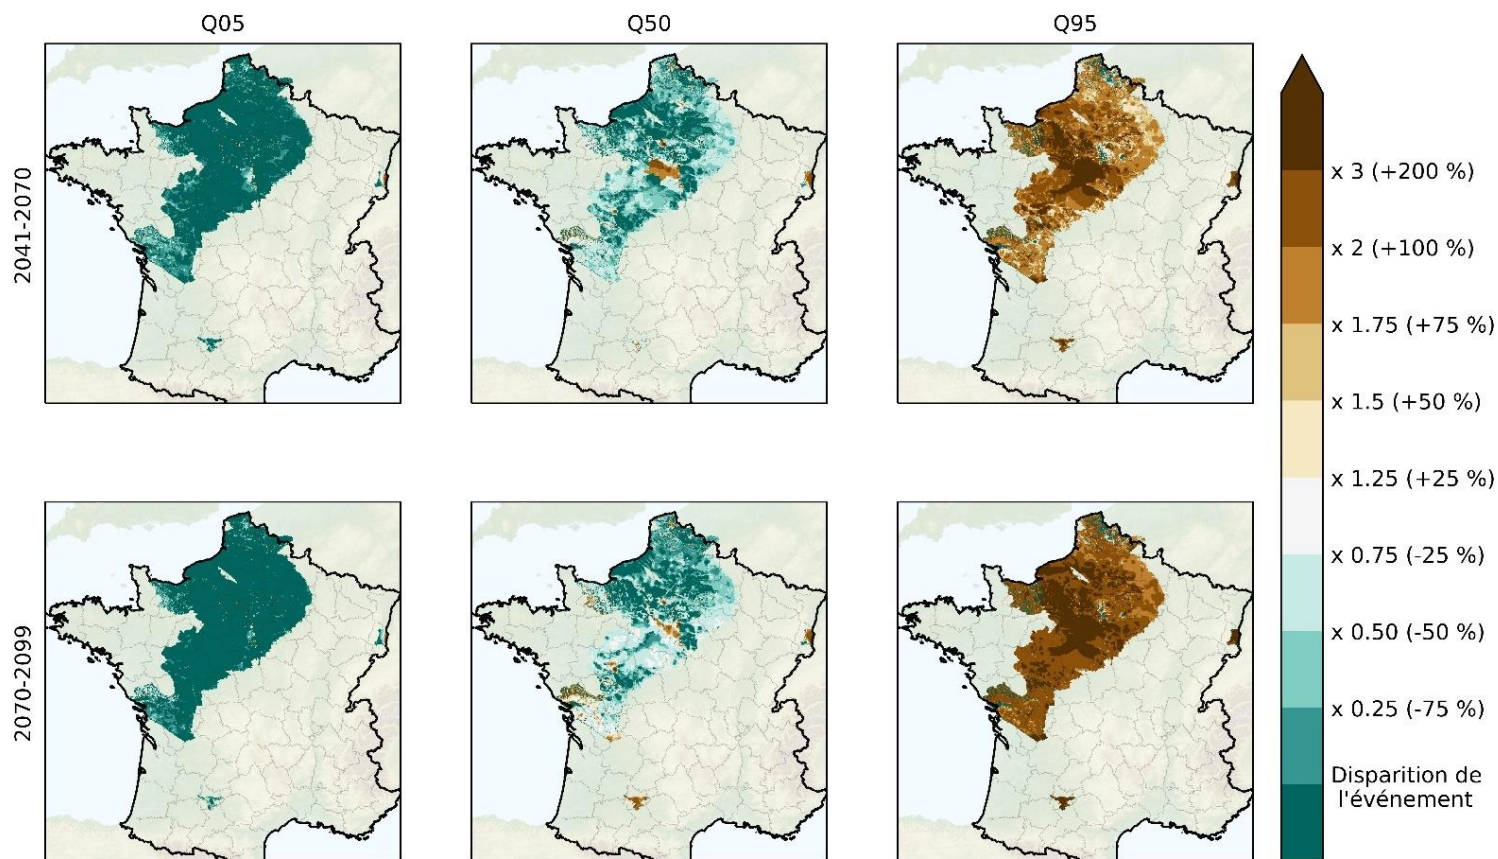 Q05
Q50
Q95
2041-2070
2070-2099
x 3 (+200 %)
x 2 (+100 %)
x 1.75 (+75 %)
x 1.5 (+50 %)
x 1.25 (+25 %)
x 0.75 (-25 %)
x 0.50 (-50 %)
x 0.25 (-75 %)
Disparition de
l'événement